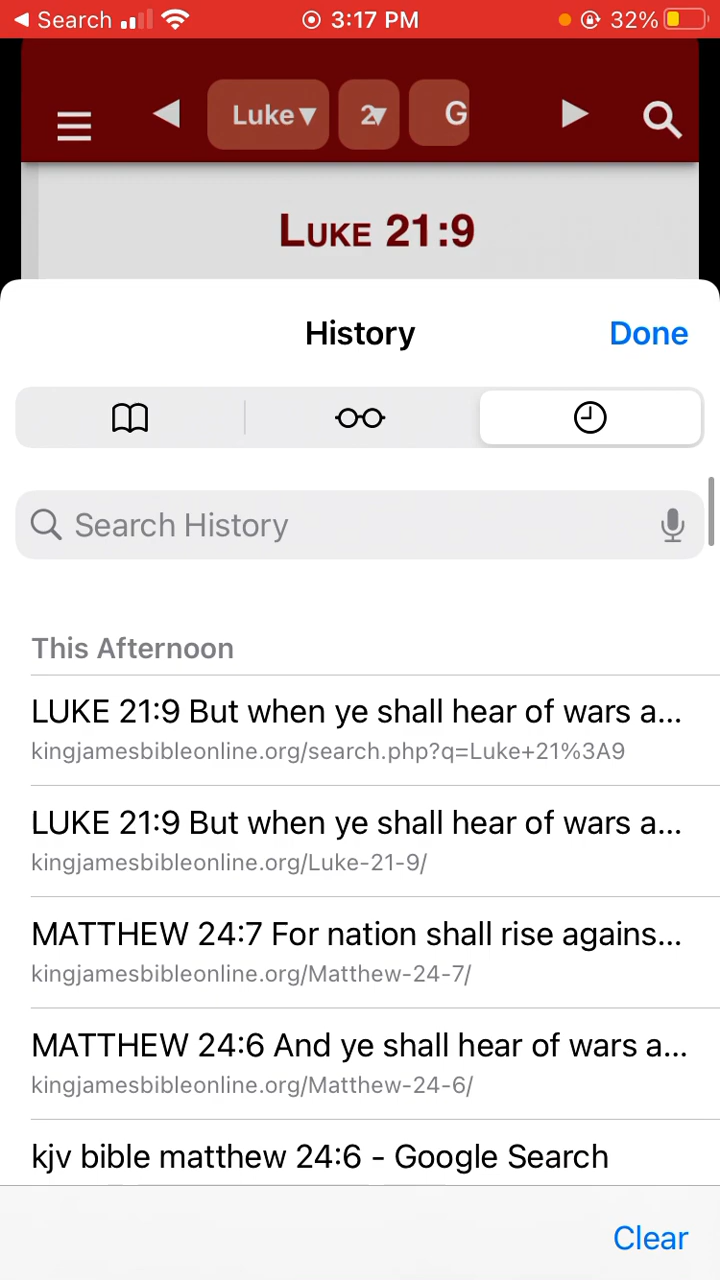 Search 3:17 PM 32%
Luke 2 G
LUKE 21:9
History Done
Search History
This Afternoon
LUKE 21:9 But when ye shall hear of wars a...
kingjamesbibleonline.org/search.php?q=Luke+21%3A9
LUKE 21:9 But when ye shall hear of wars a...
kingjamesbibleonline.org/Luke-21-9/
MATTHEW 24:7 For nation shall rise agains...
kingjamesbibleonline.org/Matthew-24-7/
MATTHEW 24:6 And ye shall hear of wars a...
kingjamesbibleonline.org/Matthew-24-6/
kjv bible matthew 24:6 - Google Search
Clear